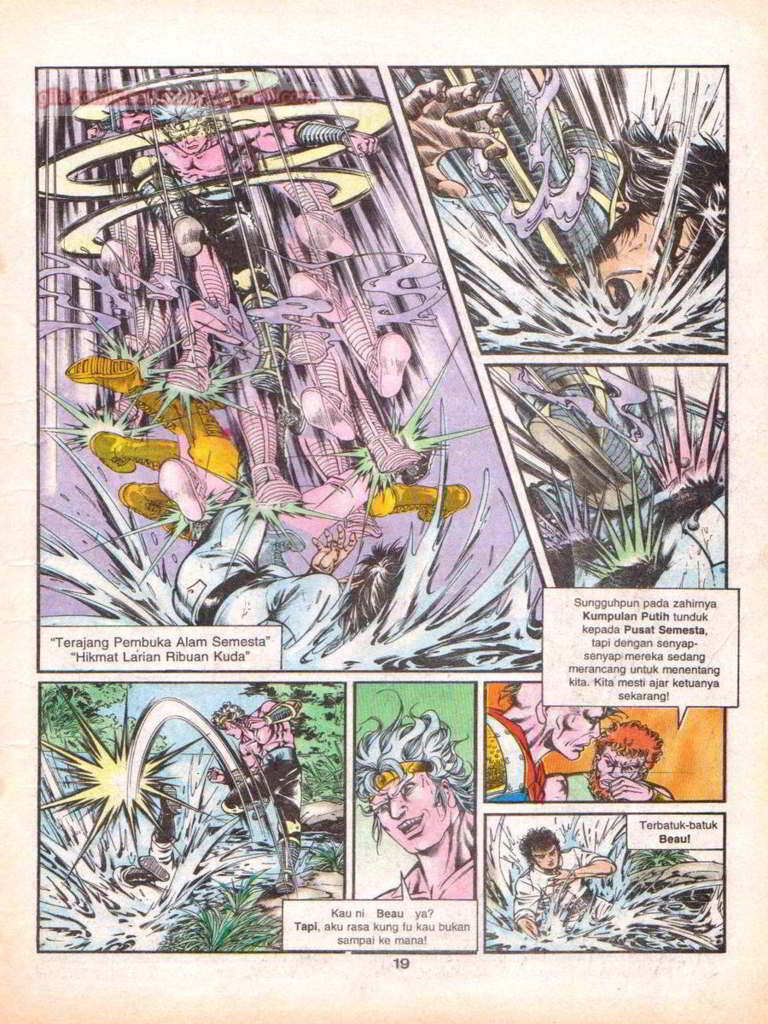 "Terajang Pembuka Alam Semesta"
"Hikmat Larian Ribuan Kuda"
Sungguhpun pada zahirnya
Kumpulan Putih tunduk
kepada Pusat Semesta,
tapi dengan senyap-
senyap mereka sedang
merancang untuk menentang
kita. Kita mesti ajar ketuanya
sekarang!
Kau ni Beau ya?
Tapi, aku rasa kung fu kau bukan
sampai ke mana!
Terbatuk-batuk
Beau!
19